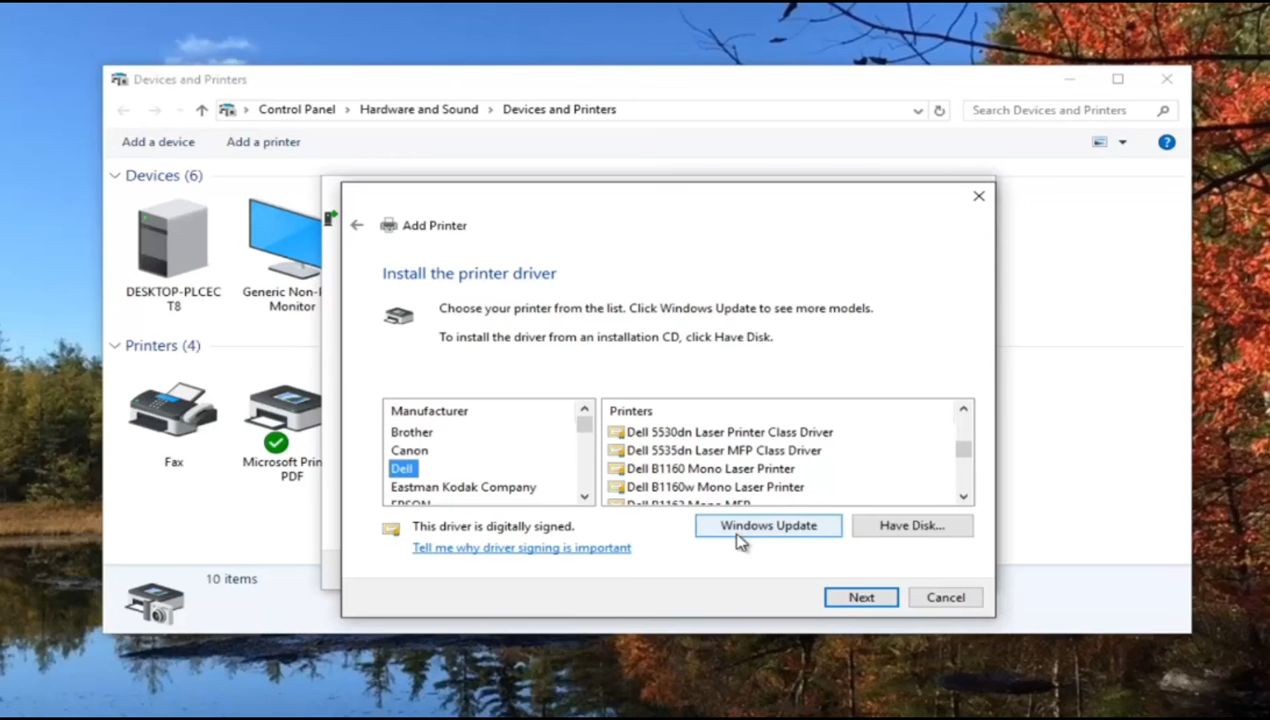 Devices and Printers
Control Panel > Hardware and Sound > Devices and Printers
Search Devices and Printers
Add a device
Add a printer
Devices (6)
DESKTOP-PLCEC
T8
Generic Non-
Monitor
Printers (4)
Fax
Microsoft Prin
PDF
10 items
Add Printer
Install the printer driver
Choose your printer from the list. Click Windows Update to see more models.
To install the driver from an installation CD, click Have Disk.
Manufacturer
Brother
Canon
Dell
Eastman Kodak Company
EPSON
Printers
Dell 5530dn Laser Printer Class Driver
Dell 5535dn Laser MFP Class Driver
Dell B1160 Mono Laser Printer
Dell B1160w Mono Laser Printer
Dell B1163 Mono MFP
This driver is digitally signed.
Tell me why driver signing is important
Windows Update
Have Disk...
Next
Cancel